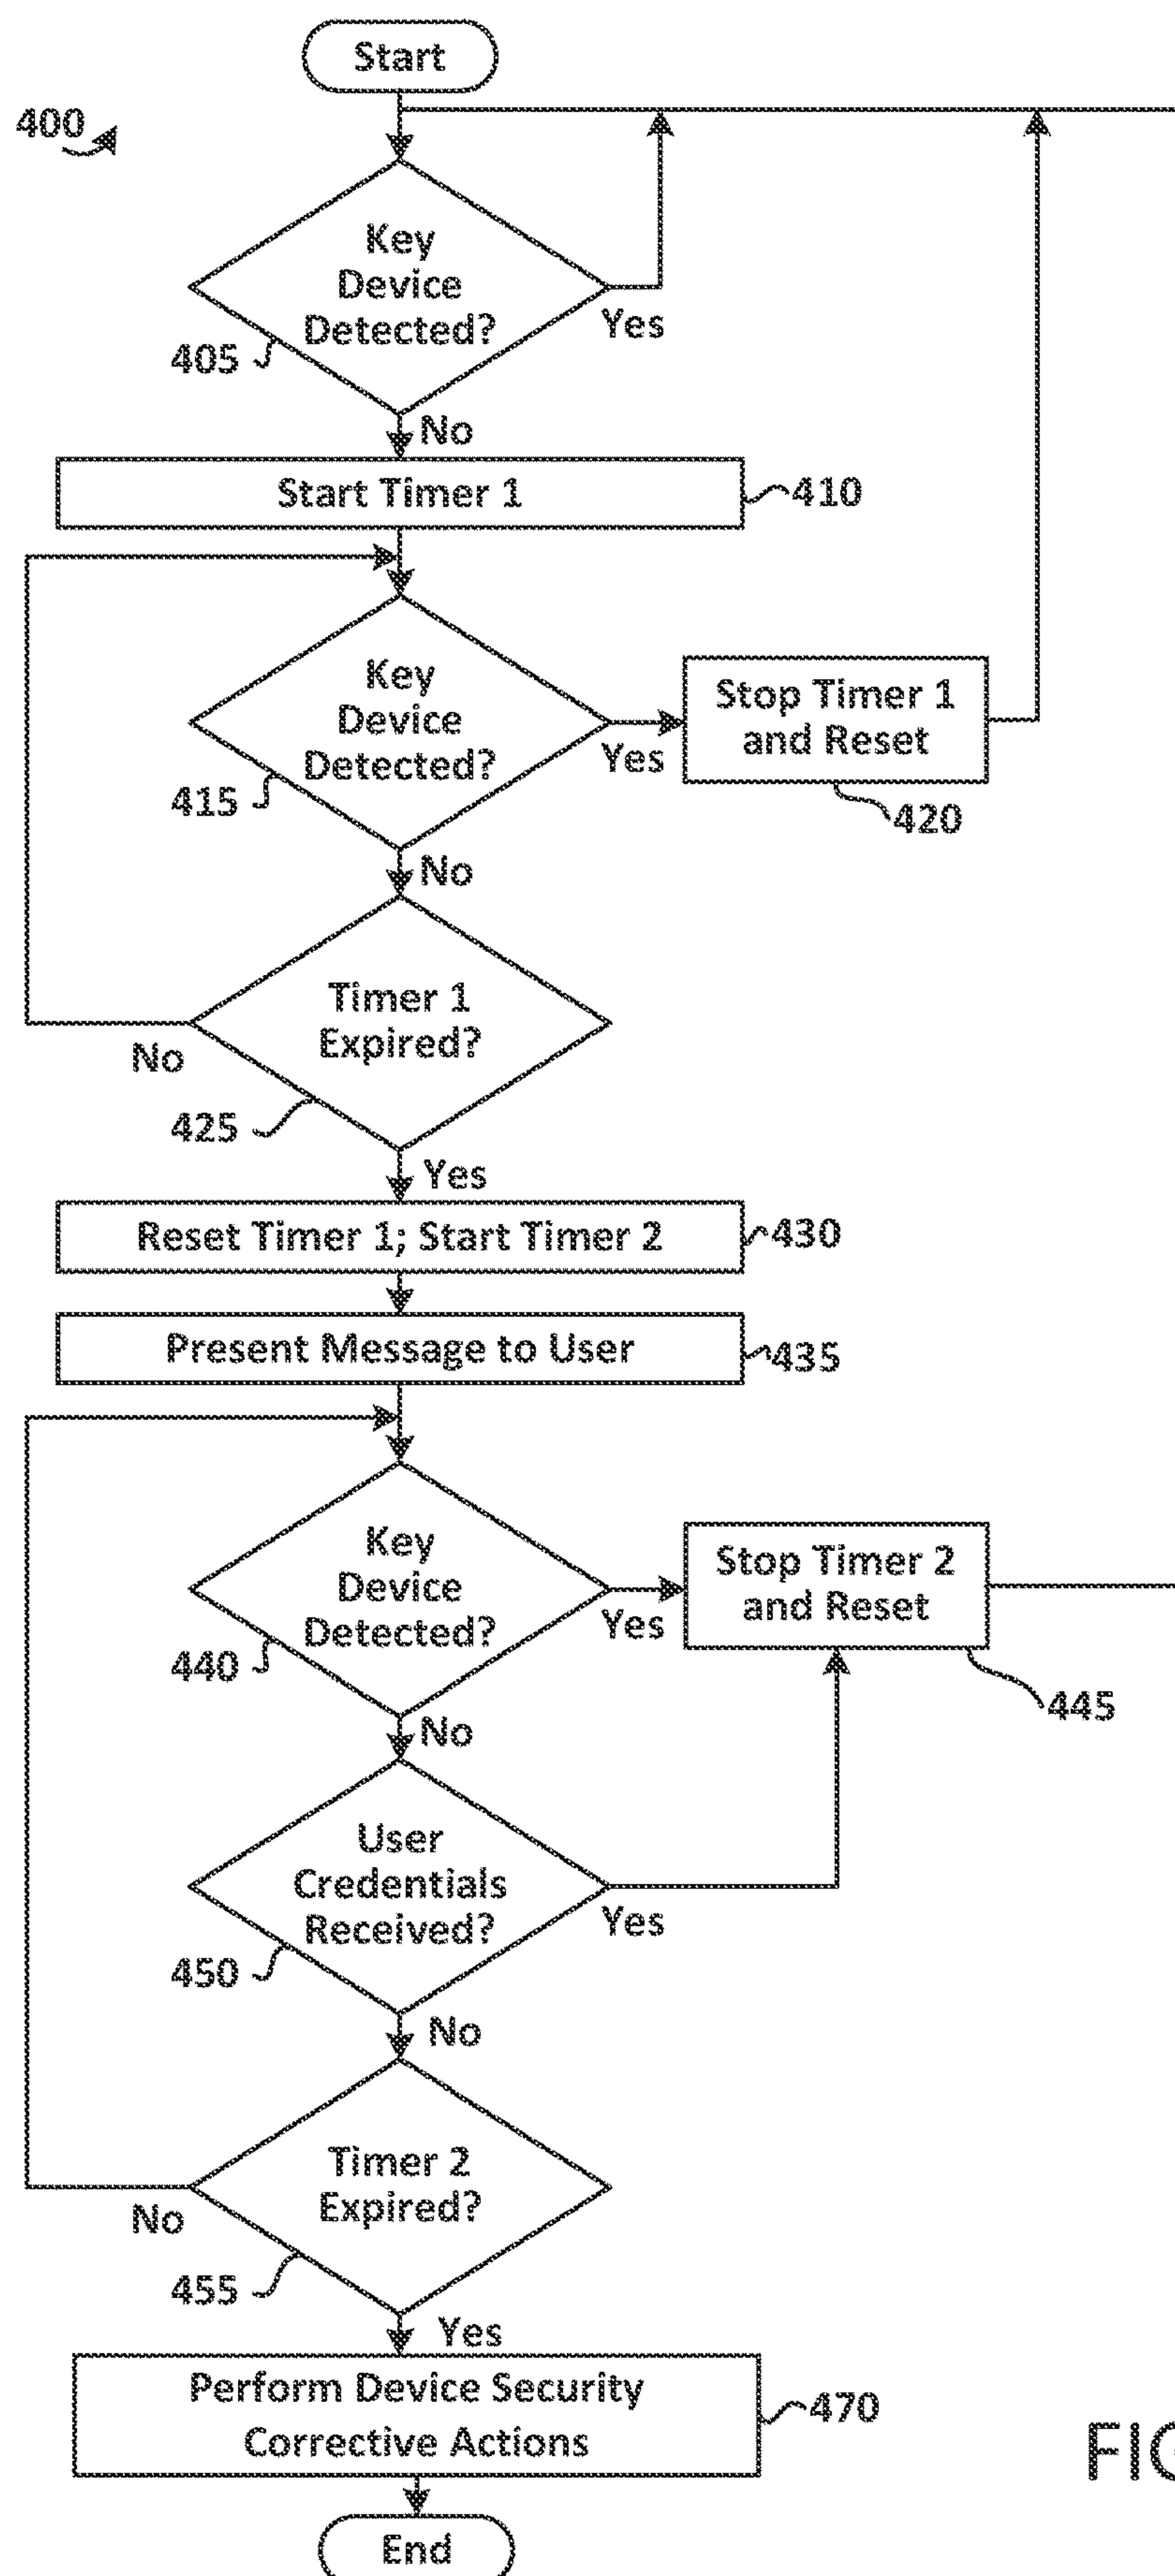 Start
400
Key
Device
Detected?
405
Yes
No
Start Timer 1
410
Key
Device
Detected?
415
Yes
Stop Timer 1
and Reset
420
No
Timer 1
Expired?
No
425
Yes
Reset Timer 1; Start Timer 2
430
Present Message to User
435
Key
Device
Detected?
440
Yes
Stop Timer 2
and Reset
445
No
User
Credentials
Received?
450
Yes
No
Timer 2
Expired?
No
455
Yes
Perform Device Security
Corrective Actions
470
End